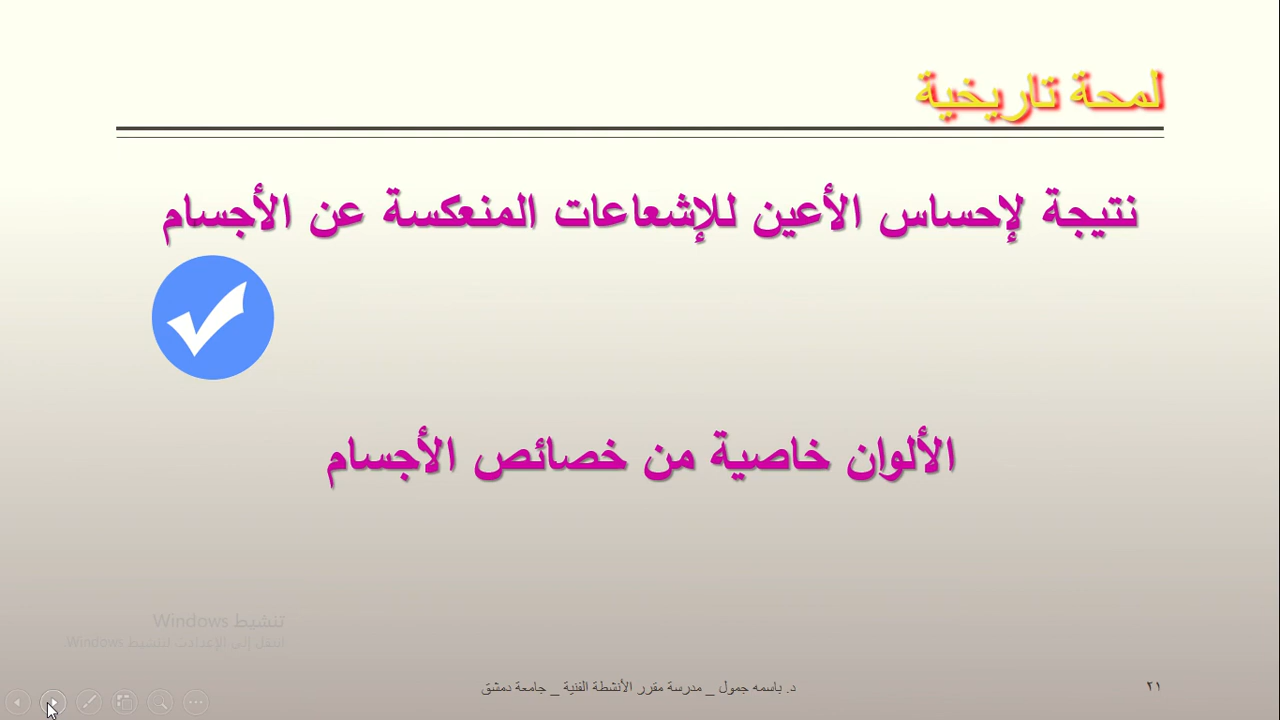 لمحة تاريخية
نتيجة لإحساس الأعين للإشعاعات المنعكسة عن الأجسام
الألوان خاصية من خصائص الأجسام
تنشيط Windows
انتقل إلى الإعدادات لتنشيط Windows.
د. باسمه جمول _ مدرسة مقرر الأنشطة الفنية _ جامعة دمشق
٢١